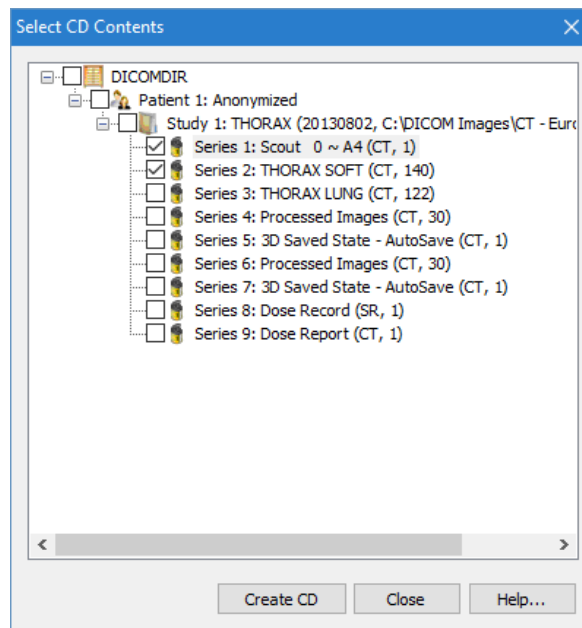 Select CD Contents
DICOMDIR
Patient 1: Anonymized
Study 1: THORAX (20130802, C:\DICOM Images\CT - Euro
Series 1: Scout  0 ~ A4 (CT, 1)
Series 2: THORAX SOFT (CT, 140)
Series 3: THORAX LUNG (CT, 122)
Series 4: Processed Images (CT, 30)
Series 5: 3D Saved State - AutoSave (CT, 1)
Series 6: Processed Images (CT, 30)
Series 7: 3D Saved State - AutoSave (CT, 1)
Series 8: Dose Record (SR, 1)
Series 9: Dose Report (CT, 1)
Create CD Close Help...